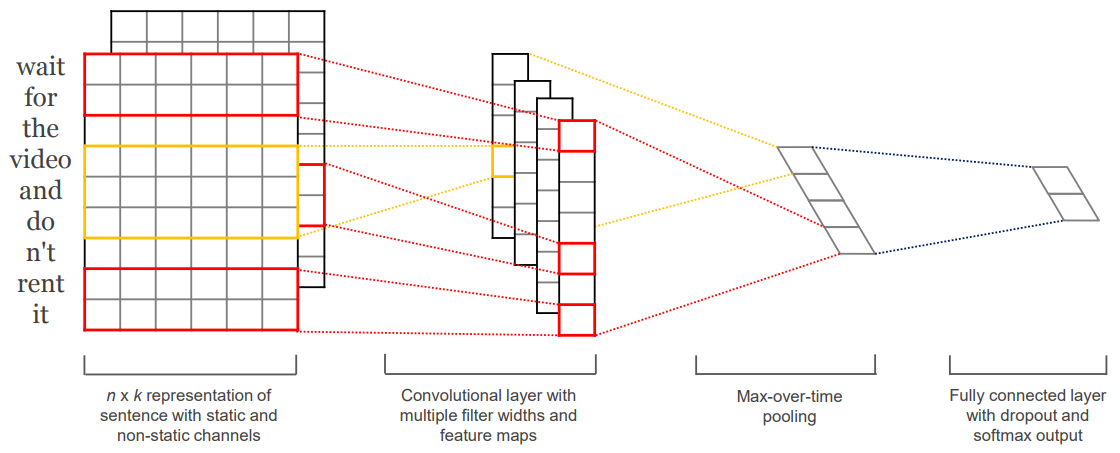 wait
for
the
video
and
do
n't
rent
it
n x k representation of
sentence with static and
non-static channels
Convolutional layer with
multiple filter widths and
feature maps
Max-over-time
pooling
Fully connected layer
with dropout and
softmax output